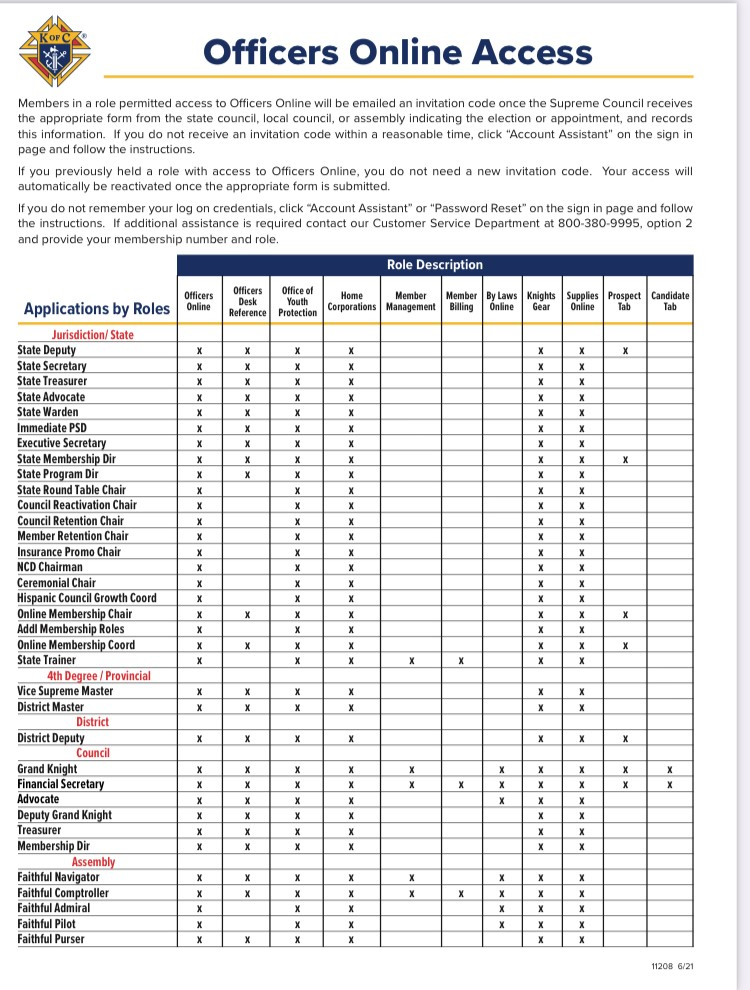 K OF C ®
Officers Online Access
Members in a role permitted access to Officers Online will be emailed an invitation code once the Supreme Council receives
the appropriate form from the state council, local council, or assembly indicating the election or appointment, and records
this information. If you do not receive an invitation code within a reasonable time, click “Account Assistant” on the sign in
page and follow the instructions.
If you previously held a role with access to Officers Online, you do not need a new invitation code. Your access will
automatically be reactivated once the appropriate form is submitted.
If you do not remember your log on credentials, click “Account Assistant” or “Password Reset” on the sign in page and follow
the instructions. If additional assistance is required contact our Customer Service Department at 800-380-9995, option 2
and provide your membership number and role.
Role Description
Applications by Roles Officers Online Officers Desk Reference Office of Youth Protection Home Corporations Member Management Member Billing By Laws Online Knights Gear Supplies Online Prospect Tab Candidate Tab
Jurisdiction/ State
State Deputy x x x x x x x
State Secretary x x x x x x
State Treasurer x x x x x x
State Advocate x x x x x x
State Warden x x x x x x
Immediate PSD x x x x x x
Executive Secretary x x x x x x
State Membership Dir x x x x x x x
State Program Dir x x x x x x
State Round Table Chair x x x x x
Council Reactivation Chair x x x x x
Council Retention Chair x x x x x
Member Retention Chair x x x x x
Insurance Promo Chair x x x x x
NCD Chairman x x x x x
Ceremonial Chair x x x x x
Hispanic Council Growth Coord x x x x x
Online Membership Chair x x x x x x x
Addl Membership Roles x x x x x
Online Membership Coord x x x x x x x
State Trainer x x x x x x x
4th Degree / Provincial
Vice Supreme Master x x x x x x
District Master x x x x x x
District
District Deputy x x x x x x x
Council
Grand Knight x x x x x x x x x x
Financial Secretary x x x x x x x x x x x
Advocate x x x x x x x
Deputy Grand Knight x x x x x x
Treasurer x x x x x x
Membership Dir x x x x x x
Assembly
Faithful Navigator x x x x x x x x
Faithful Comptroller x x x x x x x x x
Faithful Admiral x x x x x x
Faithful Pilot x x x x x x
Faithful Purser x x x x x x
11208 6/21